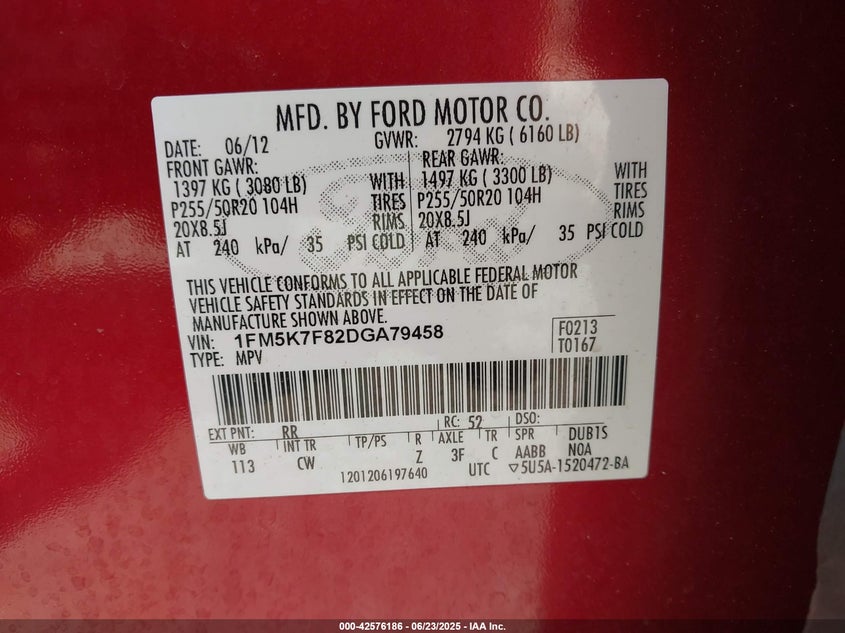 MFD. BY FORD MOTOR CO.
DATE: 06/12 GVWR: 2794 KG ( 6160 LB)
FRONT GAWR: REAR GAWR:
1397 KG ( 3080 LB) WITH 1497 KG ( 3300 LB) WITH
P255/50R20 104H TIRES P255/50R20 104H TIRES
20X8.5J RIMS 20X8.5J RIMS
AT 240 kPa/ 35 PSI COLD AT 240 kPa/ 35 PSI COLD
THIS VEHICLE CONFORMS TO ALL APPLICABLE FEDERAL MOTOR
VEHICLE SAFETY STANDARDS IN EFFECT ON THE DATE OF
MANUFACTURE SHOWN ABOVE.
VIN: 1FM5K7F82DGA79458 F0213
TYPE: MPV T0167
EXT PNT: RR RC: 52 DSO:
WB INT TR TP/PS R AXLE TR SPR DUB1S
113 CW Z 3F C AABB NOA
1201206197640 UTC ▽5U5A-1520472-BA
Ford
000-42576186 - 06/23/2025 - IAA Inc.